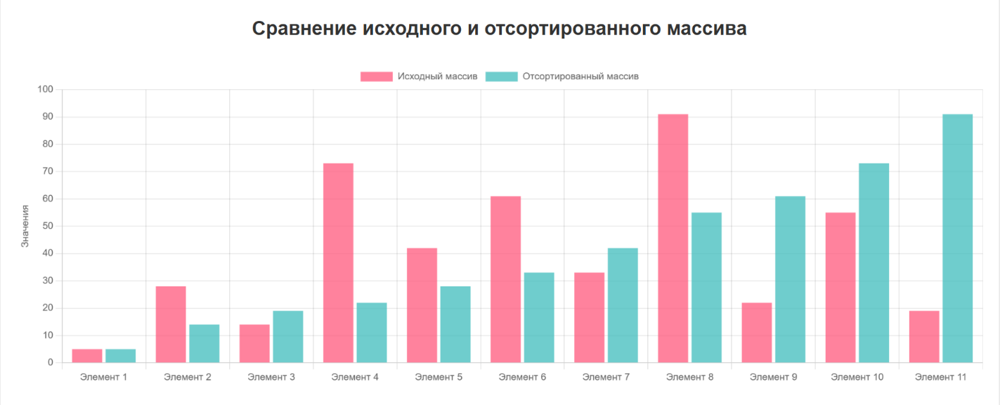 Сравнение исходного и отсортированного массива
Исходный массив Отсортированный массив
100
90
80
70
60
50
40
30
20
10
0
Значения
Элемент 1 Элемент 2 Элемент 3 Элемент 4 Элемент 5 Элемент 6 Элемент 7 Элемент 8 Элемент 9 Элемент 10 Элемент 11